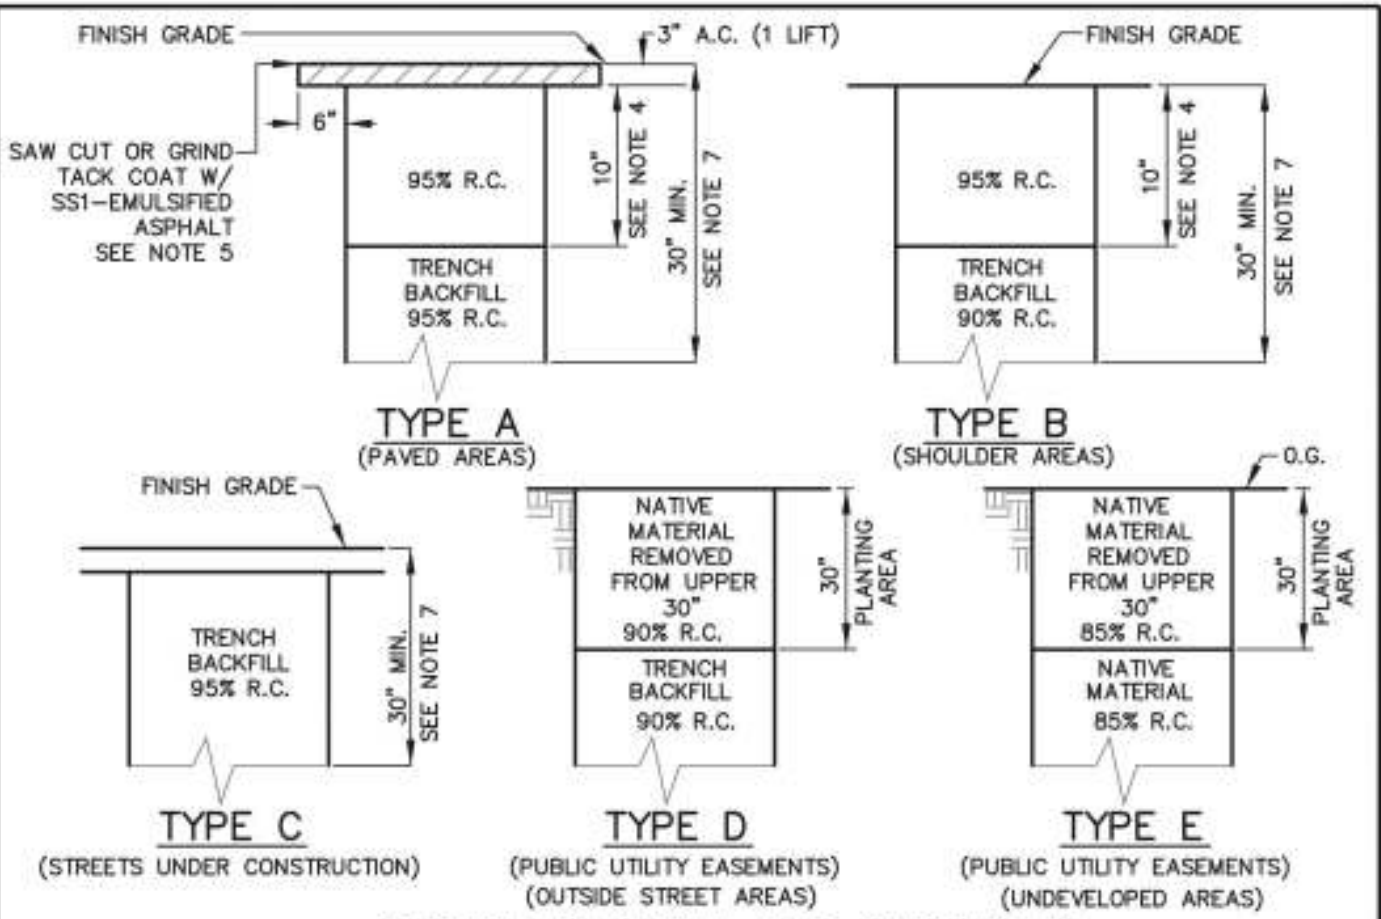 FINISH GRADE
3" A.C. (1 LIFT)
6"
SAW CUT OR GRIND
TACK COAT W/
SS1-EMULSIFIED
ASPHALT
SEE NOTE 5
95% R.C.
10"
SEE NOTE 4
30" MIN.
SEE NOTE 7
TRENCH
BACKFILL
95% R.C.
TYPE A
(PAVED AREAS)
FINISH GRADE
95% R.C.
10"
SEE NOTE 4
30" MIN.
SEE NOTE 7
TRENCH
BACKFILL
90% R.C.
TYPE B
(SHOULDER AREAS)
FINISH GRADE
TRENCH
BACKFILL
95% R.C.
30" MIN.
SEE NOTE 7
TYPE C
(STREETS UNDER CONSTRUCTION)
NATIVE
MATERIAL
REMOVED
FROM UPPER
30"
90% R.C.
30"
PLANTING
AREA
TRENCH
BACKFILL
90% R.C.
TYPE D
(PUBLIC UTILITY EASEMENTS)
(OUTSIDE STREET AREAS)
O.G.
NATIVE
MATERIAL
REMOVED
FROM UPPER
30"
85% R.C.
30"
PLANTING
AREA
NATIVE
MATERIAL
85% R.C.
TYPE E
(PUBLIC UTILITY EASEMENTS)
(UNDEVELOPED AREAS)